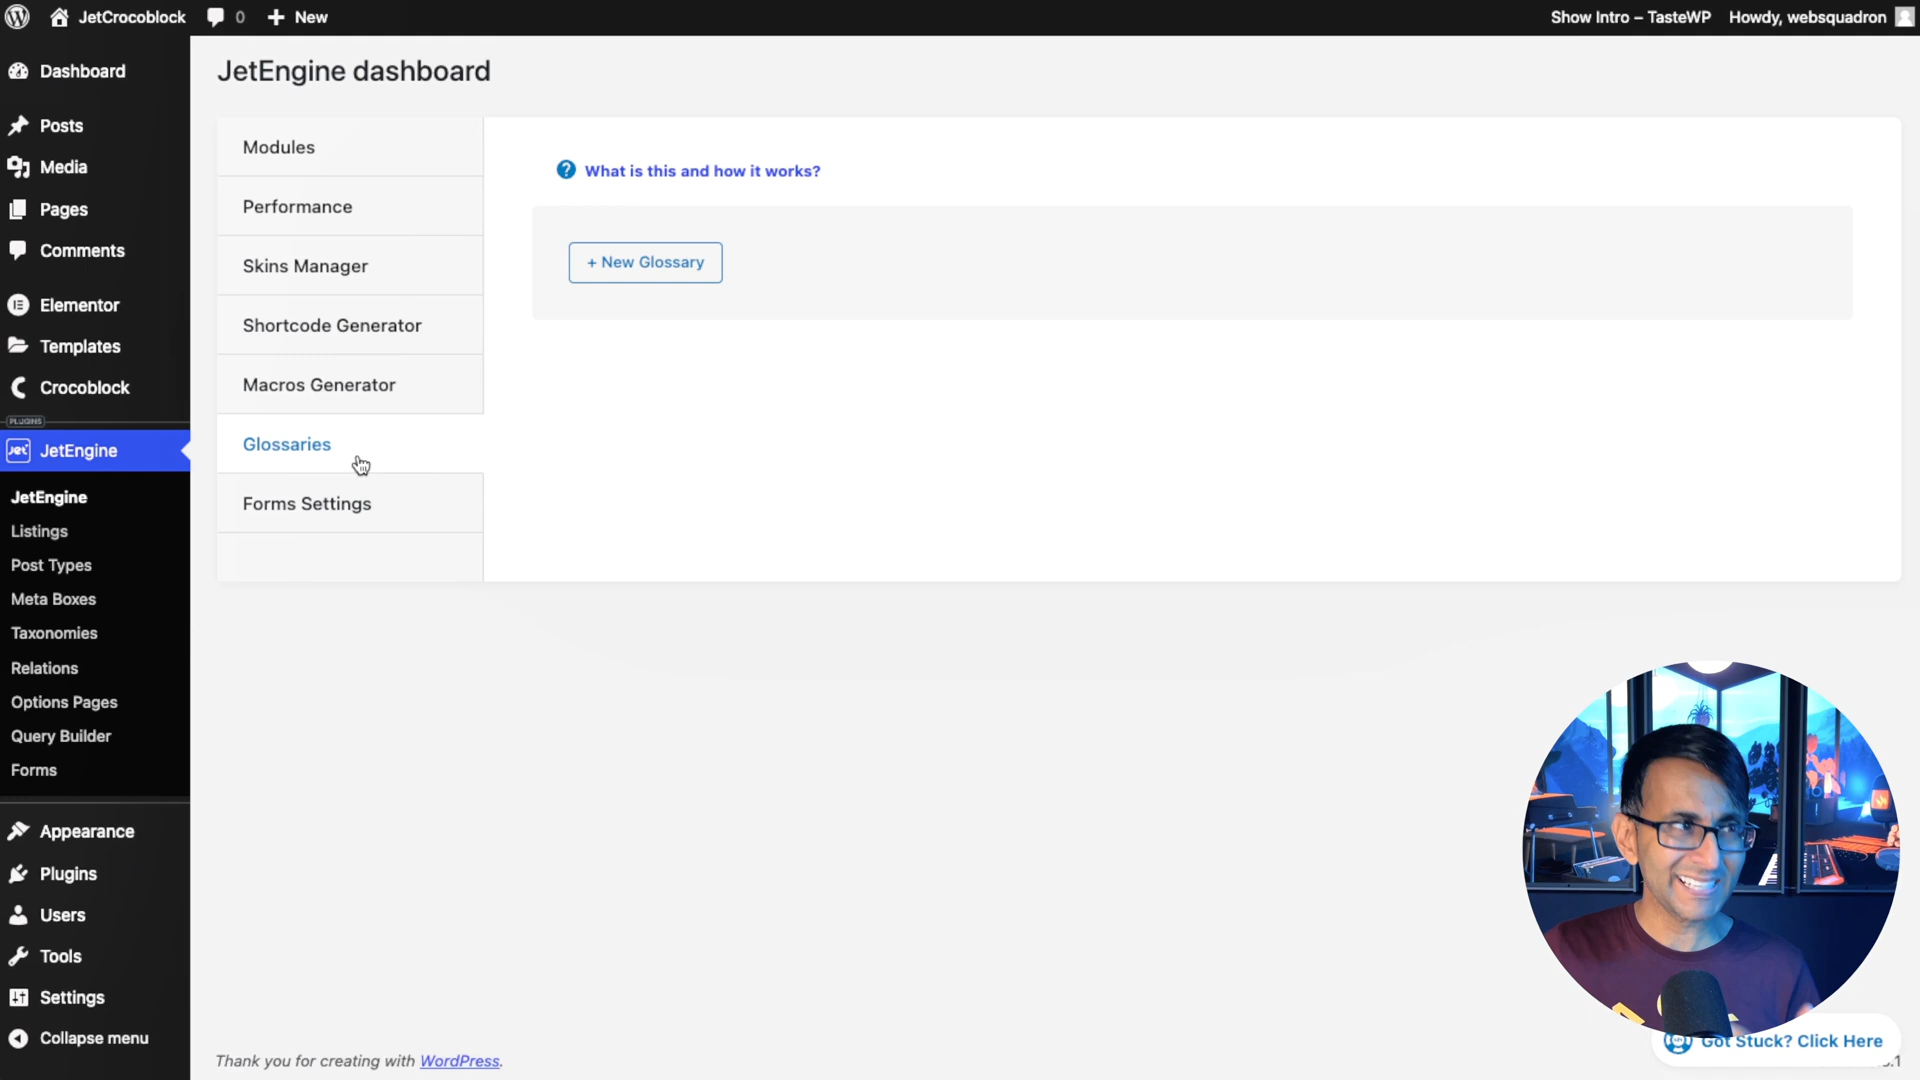 JetCrocoblock
0
New
Show Intro – TasteWP
Howdy, websquadron
Dashboard
Posts
Media
Pages
Comments
Elementor
Templates
Crocoblock
PLUGINS
Jet JetEngine
JetEngine
Listings
Post Types
Meta Boxes
Taxonomies
Relations
Options Pages
Query Builder
Forms
Appearance
Plugins
Users
Tools
Settings
Collapse menu
JetEngine dashboard
Modules
Performance
Skins Manager
Shortcode Generator
Macros Generator
Glossaries
Forms Settings
? What is this and how it works?
+ New Glossary
Got Stuck? Click Here
Thank you for creating with WordPress.